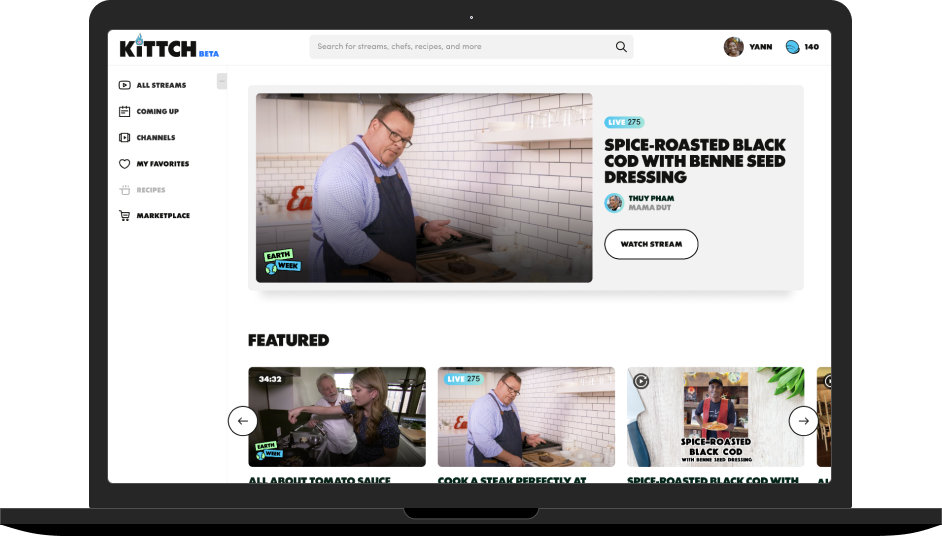 KITTCH BETA
Search for streams, chefs, recipes, and more
YANN
140
ALL STREAMS
COMING UP
CHANNELS
MY FAVORITES
RECIPES
MARKETPLACE
EARTH
WEEK
LIVE 275
SPICE-ROASTED BLACK
COD WITH BENNE SEED
DRESSING
THUY PHAM
MAMA DUT
WATCH STREAM
FEATURED
34:32
EARTH
WEEK
LIVE 275
SPICE-ROASTED
BLACK COD
WITH BENNE SEED DRESSING
ALL ABOUT TOMATO SAUCE
COOK A STEAK PERFECTLY AT
SPICE-ROASTED BLACK COD WITH